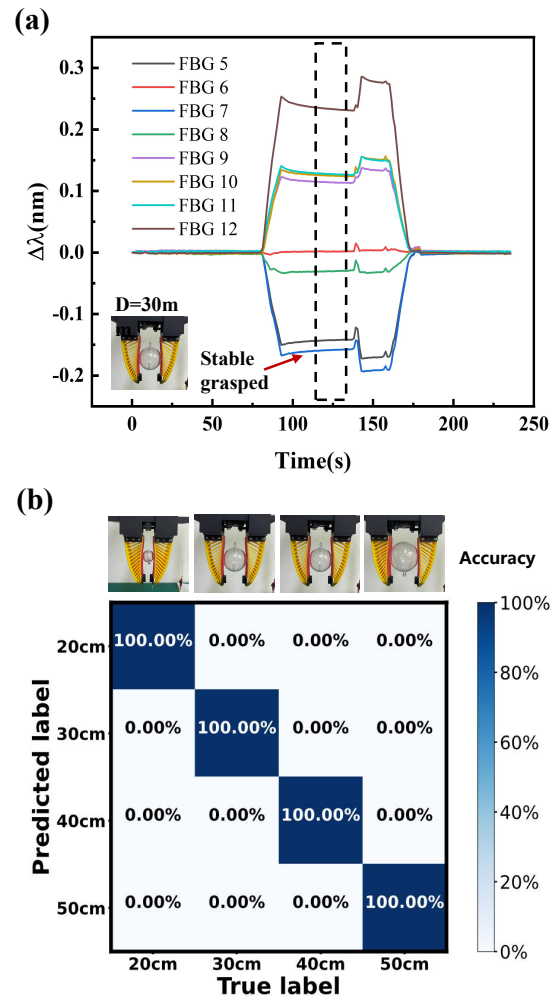 (a)
Δλ(nm)
0.3
0.2
0.1
0.0
-0.1
-0.2
FBG 5
FBG 6
FBG 7
FBG 8
FBG 9
FBG 10
FBG 11
FBG 12
D=30m
m
Stable
grasped
0 50 100 150 200 250
Time(s)
(b)
Accuracy
Predicted label
20cm 100.00% 0.00% 0.00% 0.00%
30cm 0.00% 100.00% 0.00% 0.00%
40cm 0.00% 0.00% 100.00% 0.00%
50cm 0.00% 0.00% 0.00% 100.00%
20cm 30cm 40cm 50cm
True label
100%
80%
60%
40%
20%
0%